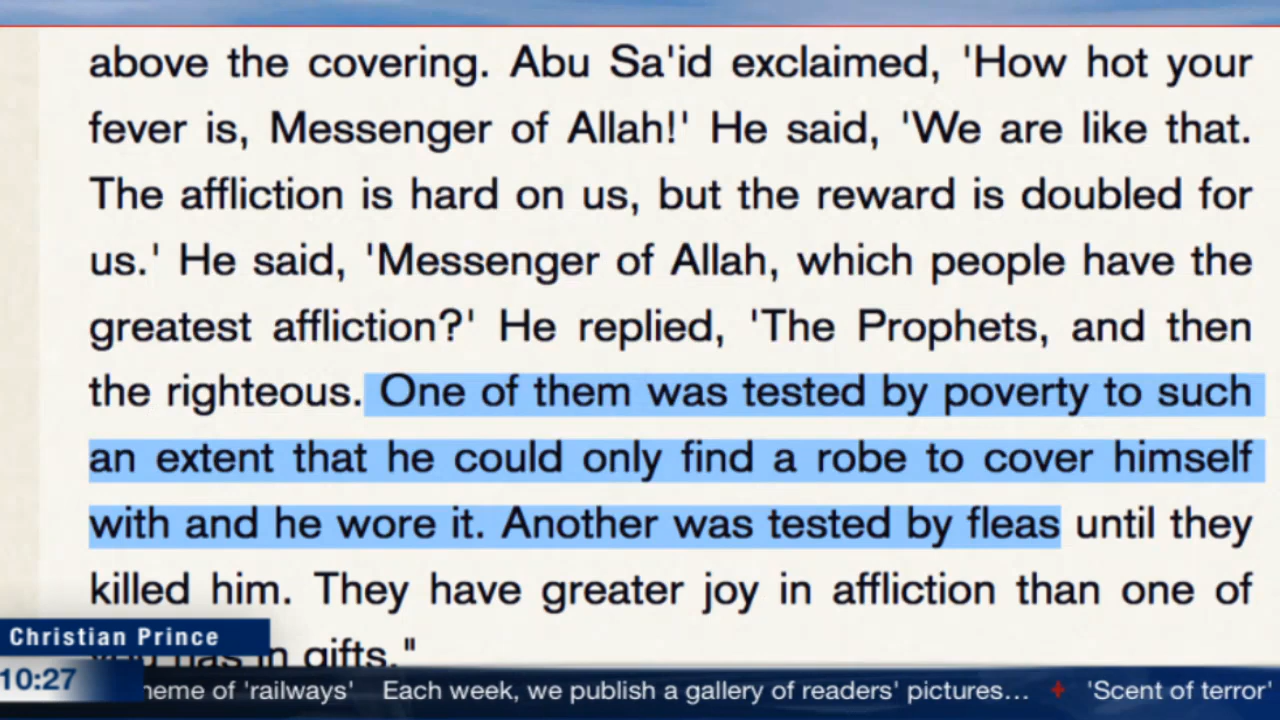 above the covering. Abu Sa'id exclaimed, 'How hot your
fever is, Messenger of Allah!' He said, 'We are like that.
The affliction is hard on us, but the reward is doubled for
us.' He said, 'Messenger of Allah, which people have the
greatest affliction?' He replied, 'The Prophets, and then
the righteous. One of them was tested by poverty to such
an extent that he could only find a robe to cover himself
with and he wore it. Another was tested by fleas until they
killed him. They have greater joy in affliction than one of
you has in gifts."
Christian Prince
10:27
heme of 'railways' Each week, we publish a gallery of readers' pictures... 'Scent of terror'